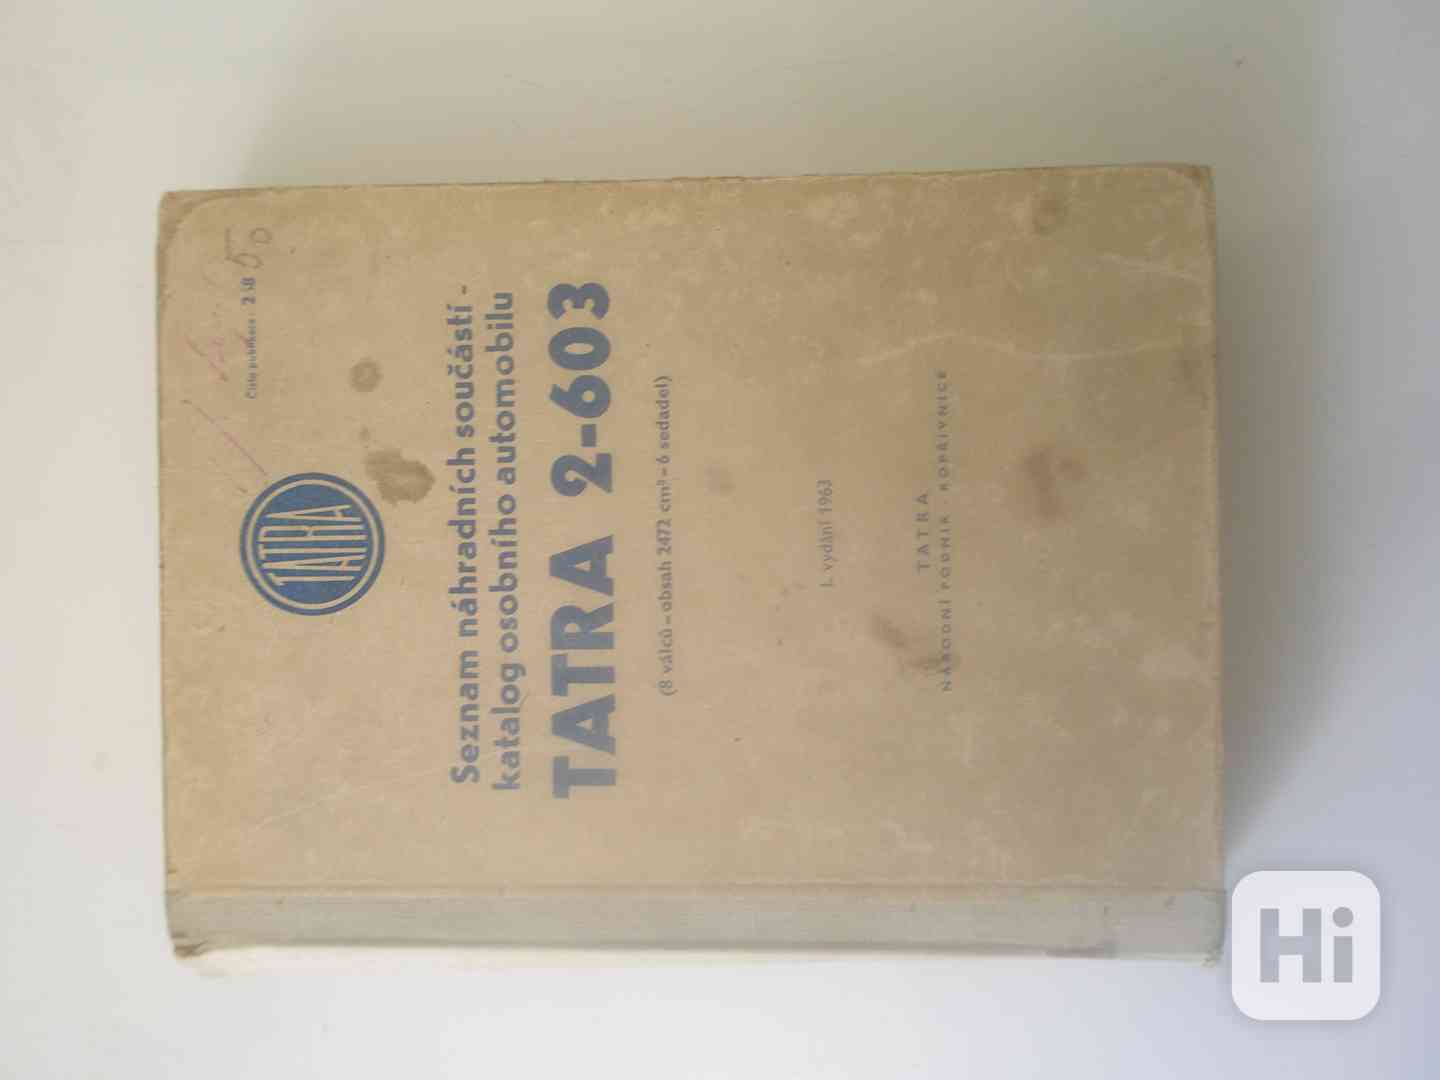 Číslo publikace: 258
50
TATRA
Seznam náhradních součástí -
katalog osobního automobilu
TATRA 2-603
(8 válců - obsah 2472 cm³ - 6 sedadel)
I. vydání 1963
TATRA
NÁRODNÍ PODNIK · KOPŘIVNICE
Hi